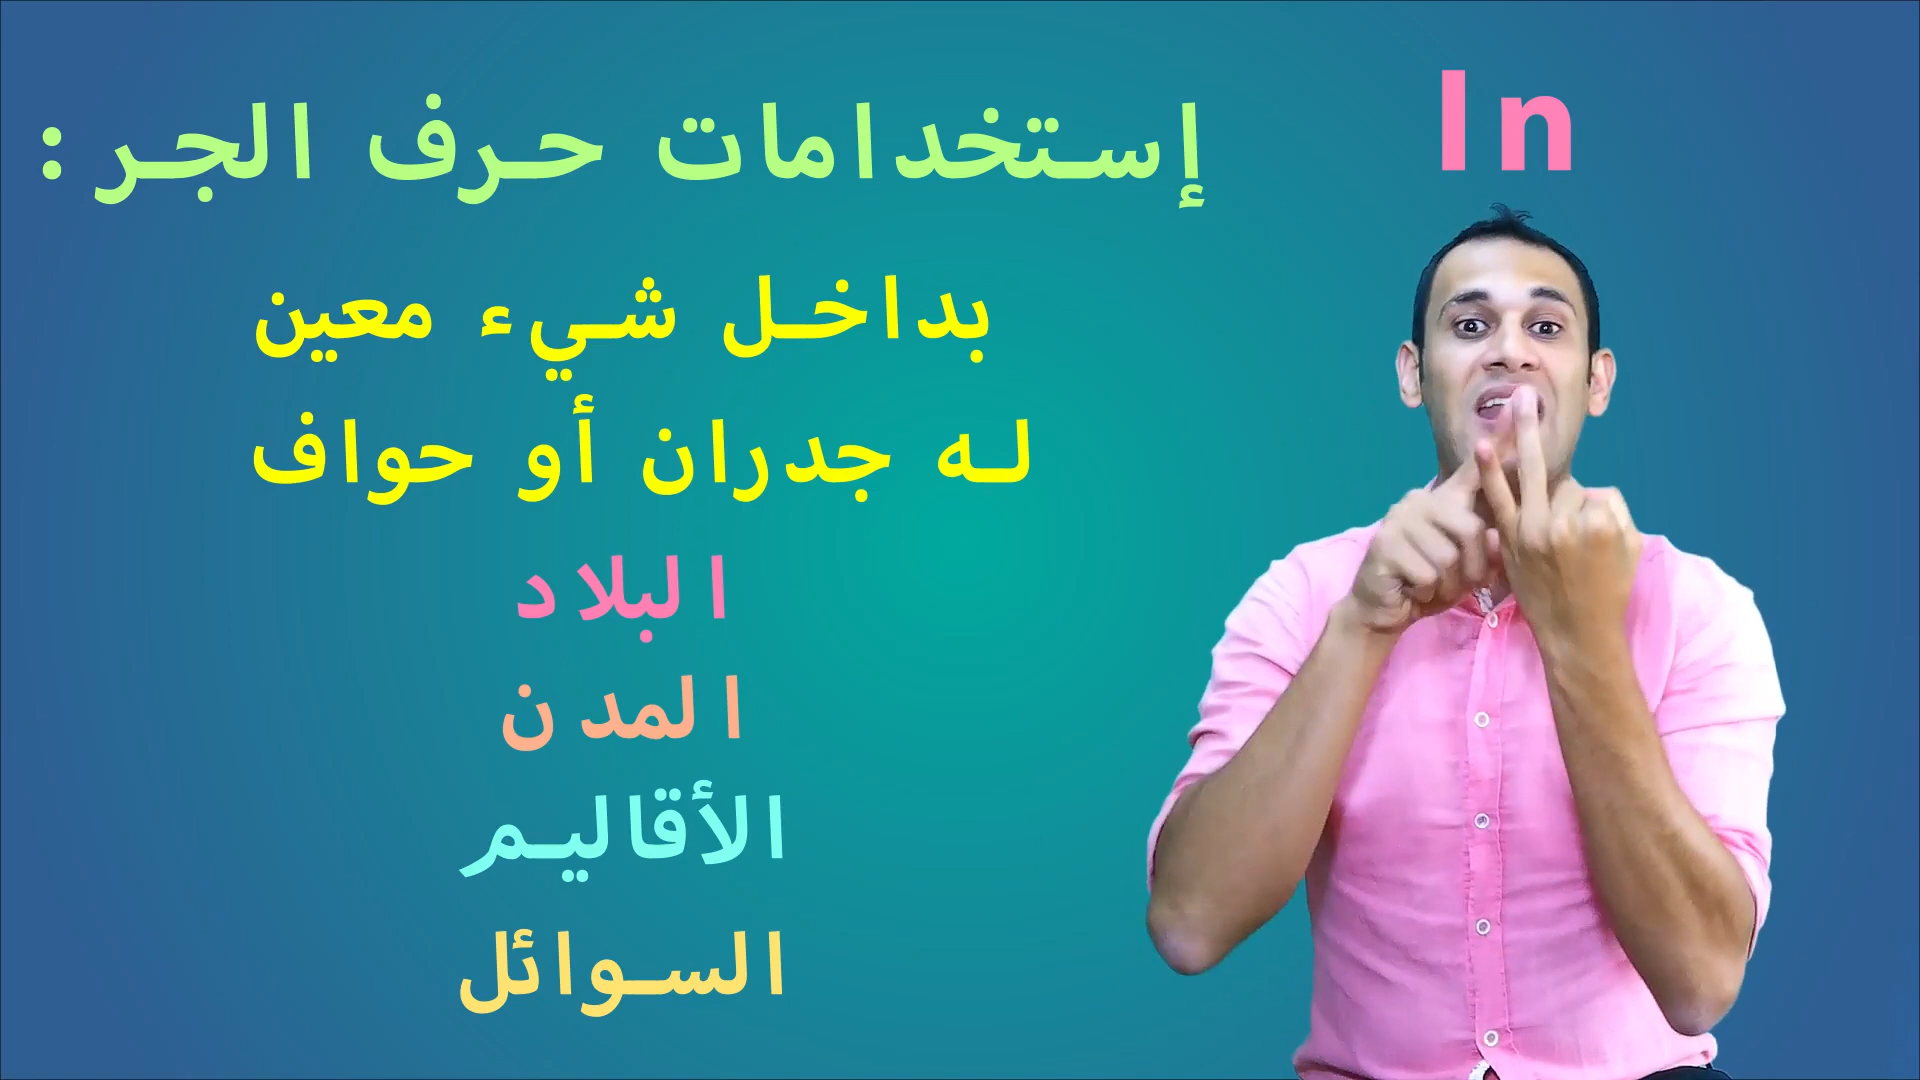 إستخدامات حرف الجر : In
بداخل شيء معين
له جدران أو حواف
البلاد
المدن
الأقاليم
السوائل